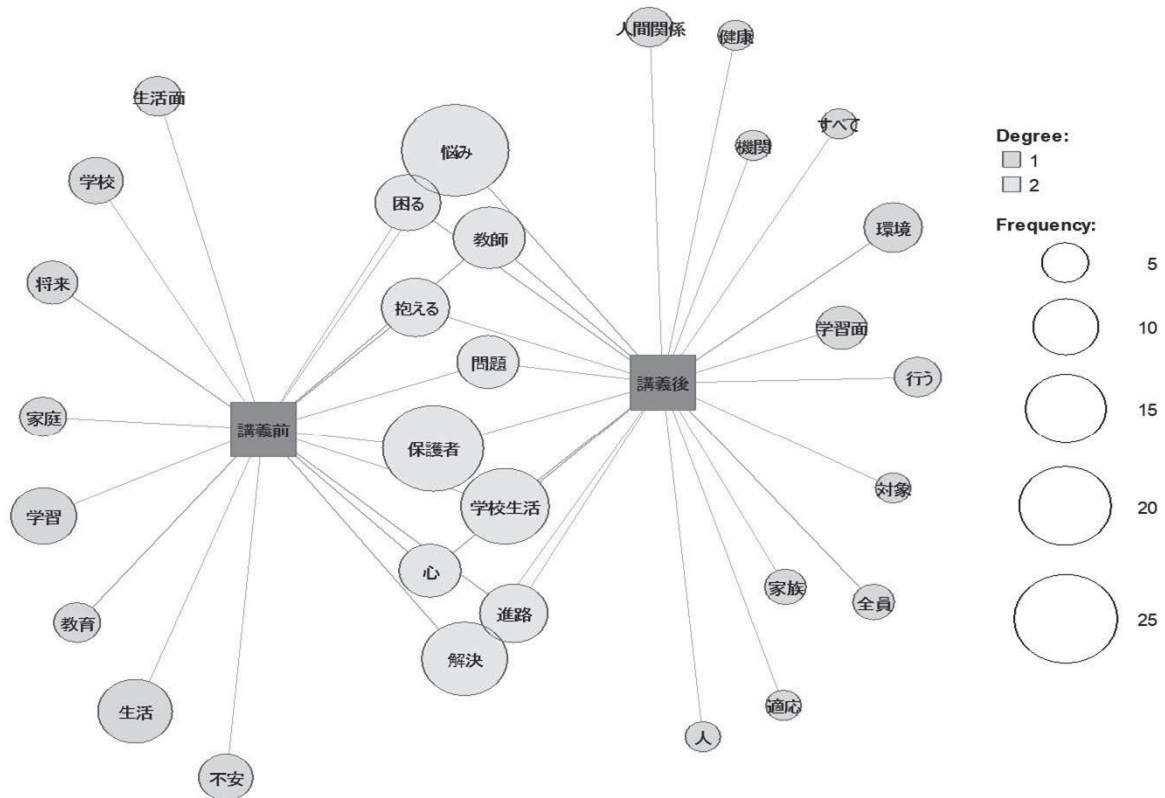 人間関係
健康
生活面
すべて
悩み
機関
学校
困る
教師
環境
将来
抱える
学習面
問題
講義後
行う
家庭
講義前
保護者
学校生活
対象
学習
心
家族
全員
教育
進路
解決
生活
適応
人
不安
Degree:
1
2
Frequency:
5
10
15
20
25